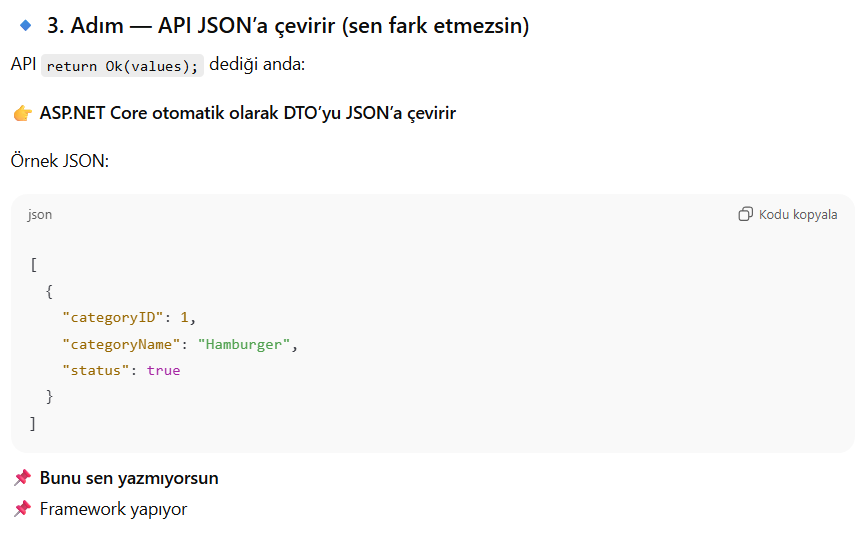 🔹 3. Adım — API JSON’a çevirir (sen fark etmezsin)
API return Ok(values); dediği anda:
👉 ASP.NET Core otomatik olarak DTO’yu JSON’a çevirir
Örnek JSON:
json
Kodu kopyala
[
  {
    "categoryID": 1,
    "categoryName": "Hamburger",
    "status": true
  }
]
📌 Bunu sen yazmıyorsun
📌 Framework yapıyor